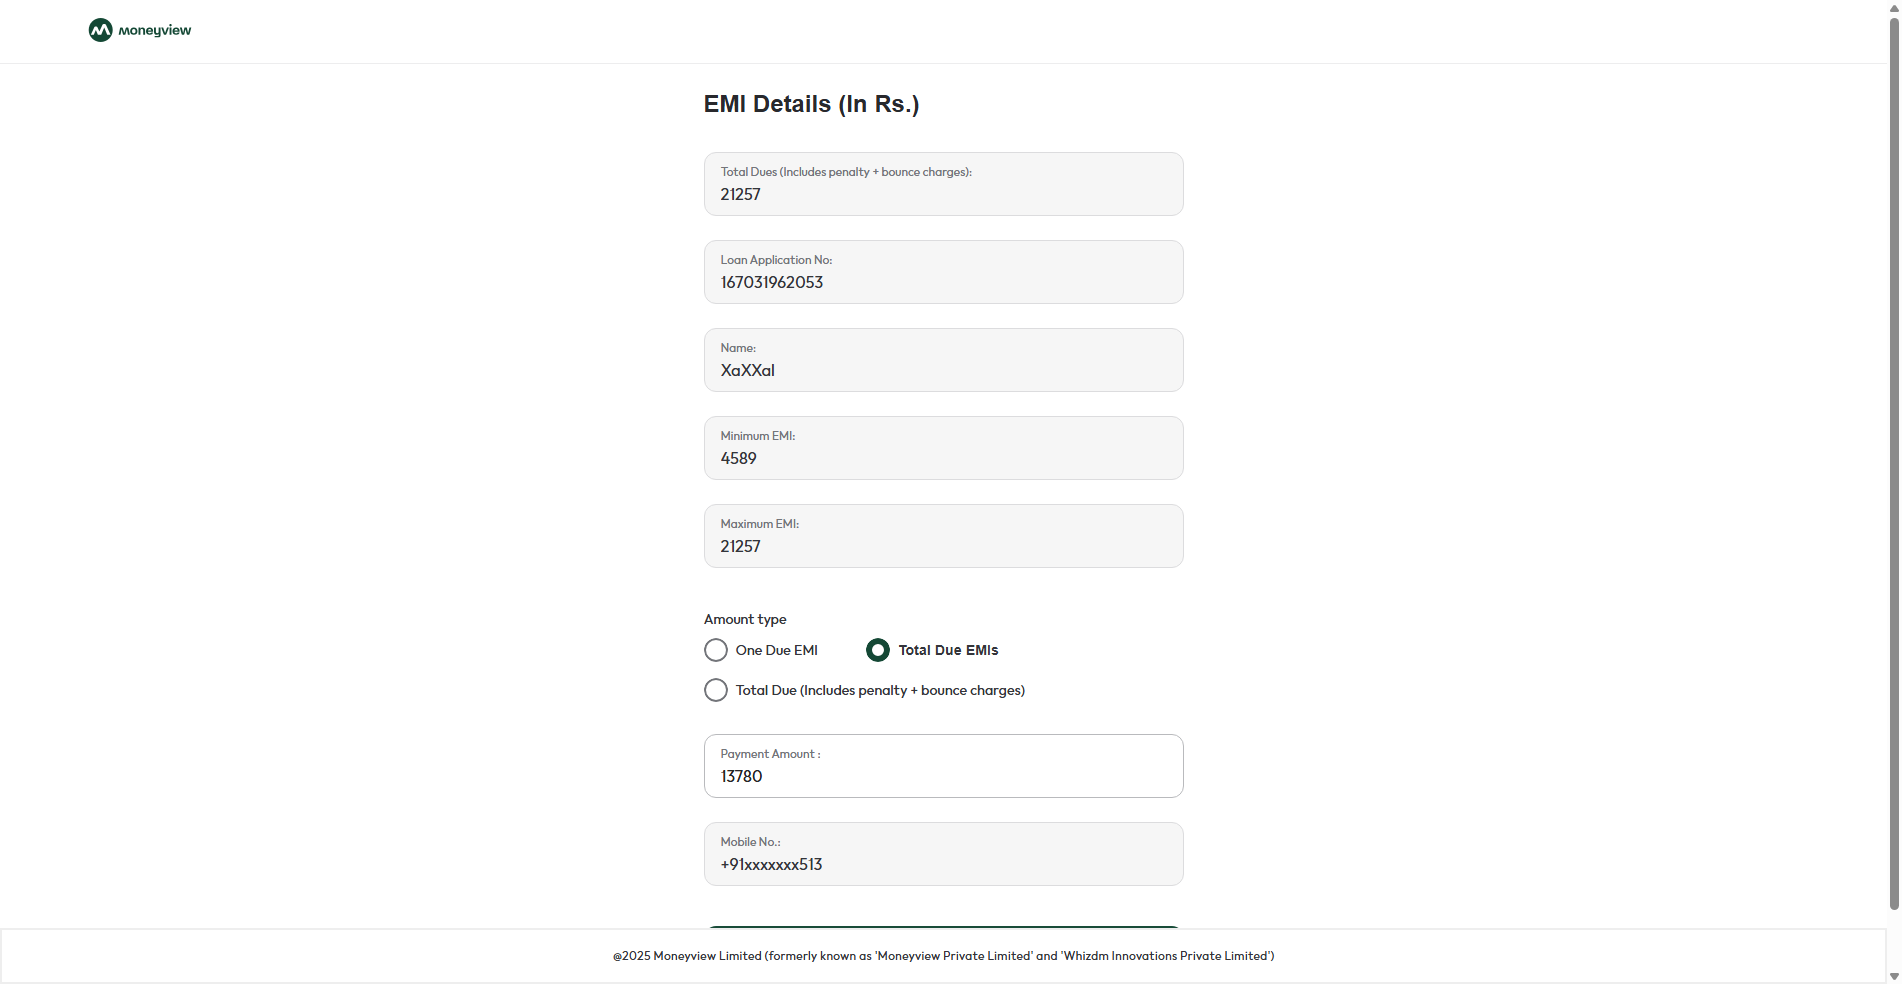 moneyview
EMI Details (In Rs.)
Total Dues (Includes penalty + bounce charges):
21257
Loan Application No:
167031962053
Name:
XaXXal
Minimum EMI:
4589
Maximum EMI:
21257
Amount type
One Due EMI
Total Due EMIs
Total Due (Includes penalty + bounce charges)
Payment Amount :
13780
Mobile No.:
+91xxxxxxx513
@2025 Moneyview Limited (formerly known as 'Moneyview Private Limited' and 'Whizdm Innovations Private Limited')